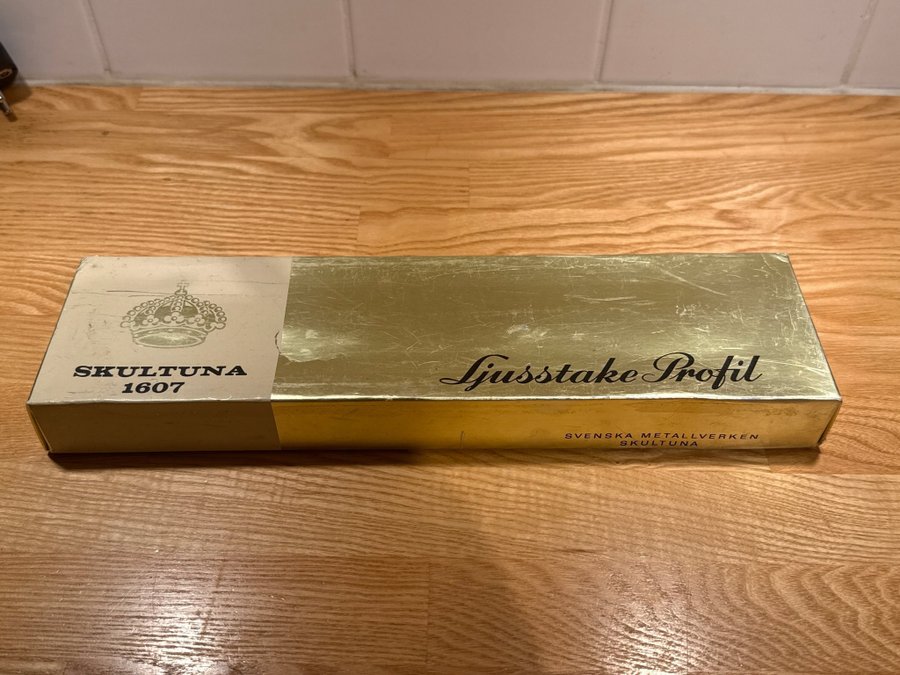 SKULTUNA
1607
Ljusstake Profil
SVENSKA METALLVERKEN
SKULTUNA